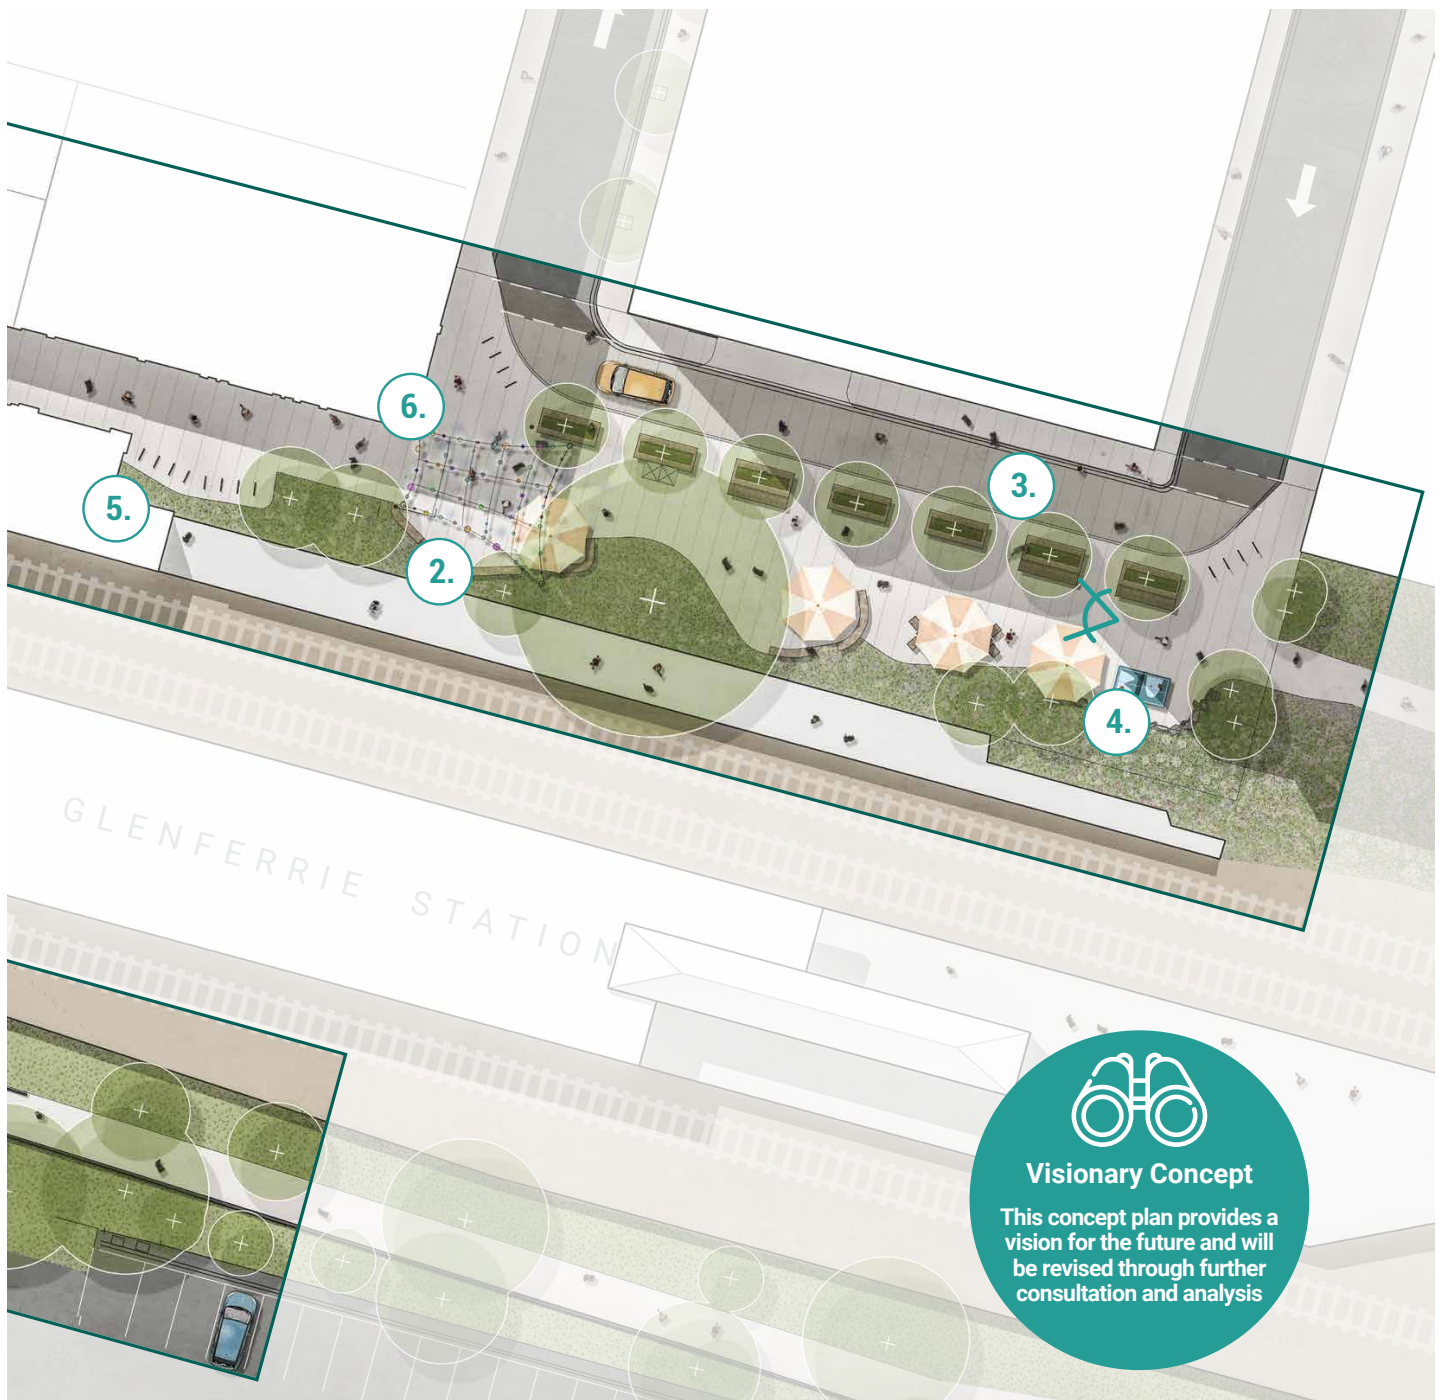 6.
3.
5.
2.
4.
GLENFERRIE STATION
Visionary Concept
This concept plan provides a
vision for the future and will
be revised through further
consultation and analysis